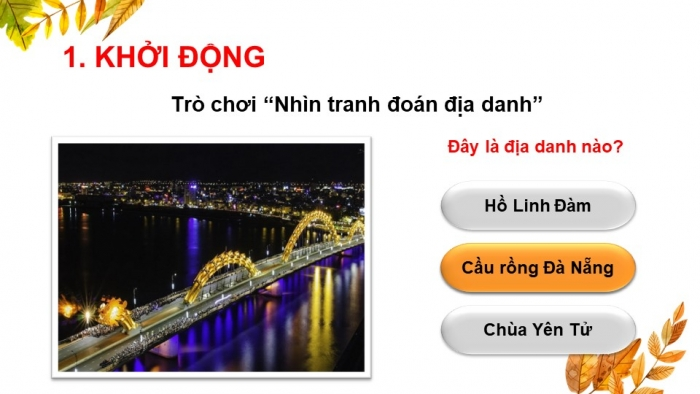 1. KHỞI ĐỘNG
Trò chơi “Nhìn tranh đoán địa danh”
Đây là địa danh nào?
Hồ Linh Đàm
Cầu rồng Đà Nẵng
Chùa Yên Tử